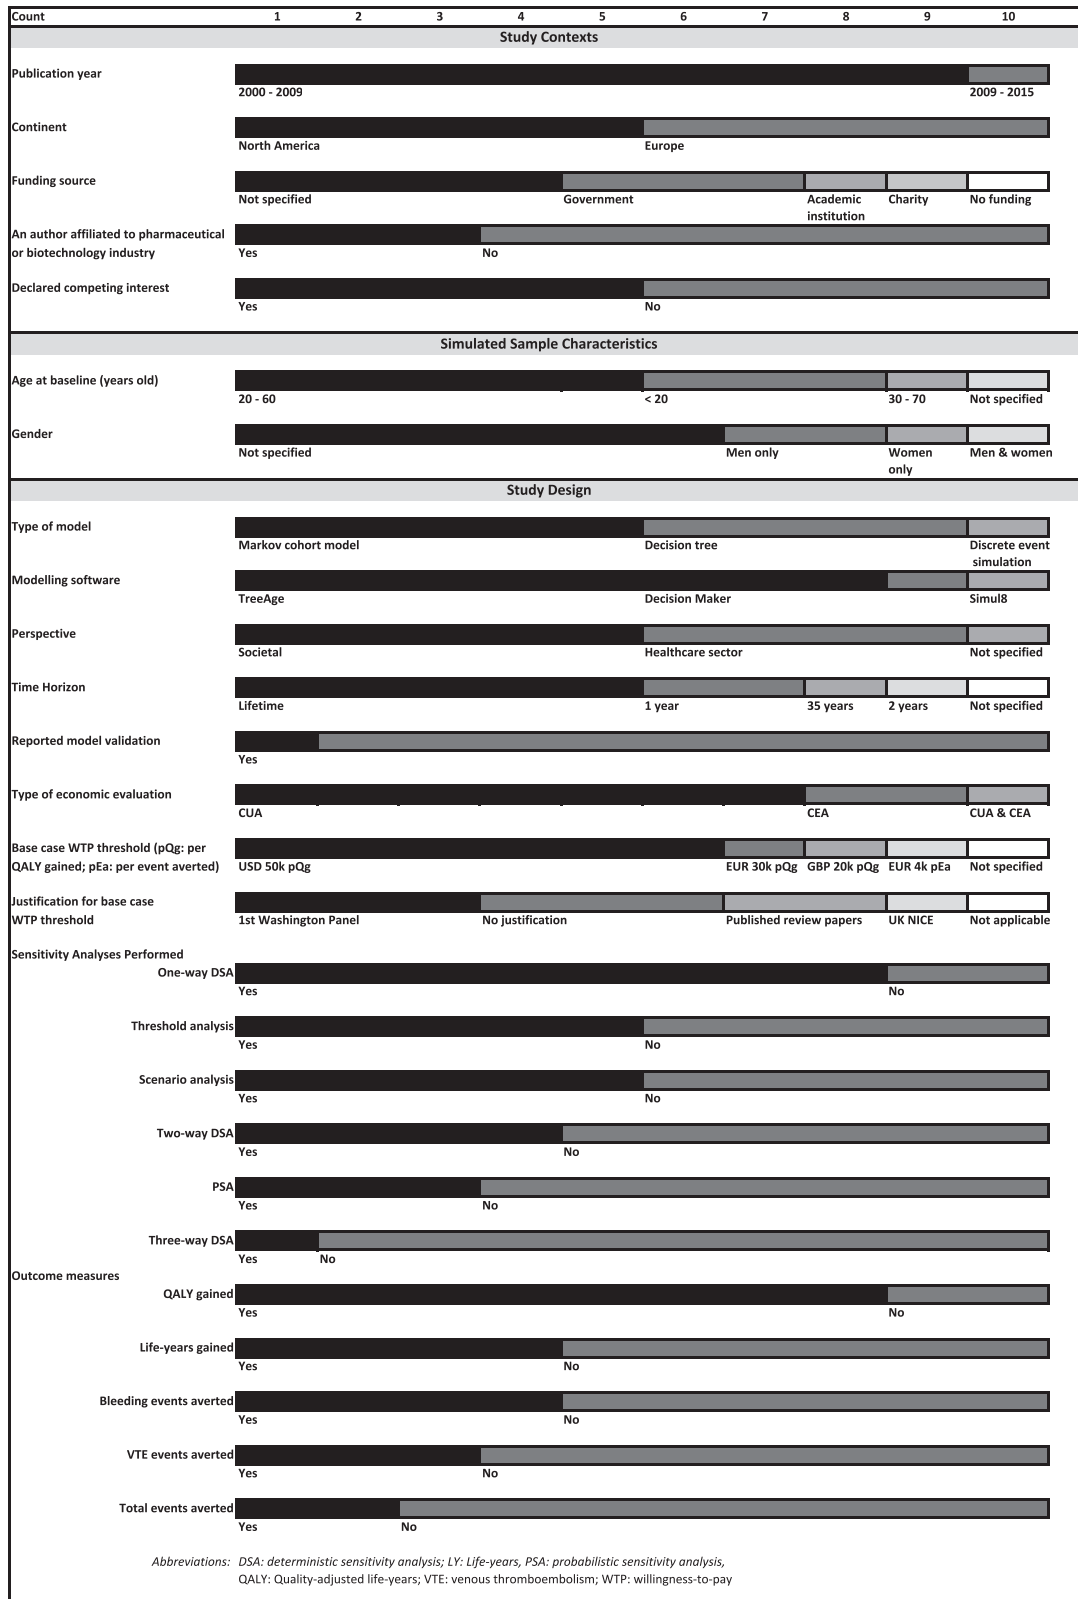 Count 1 2 3 4 5 6 7 8 9 10
Study Contexts
Publication year
2000 - 2009 2009 - 2015
Continent
North America Europe
Funding source
Not specified Government Academic Charity No funding
institution
An author affiliated to pharmaceutical
or biotechnology industry
Yes No
Declared competing interest
Yes No
Simulated Sample Characteristics
Age at baseline (years old)
20 - 60 < 20 30 - 70 Not specified
Gender
Not specified Men only Women Men & women
only
Study Design
Type of model
Markov cohort model Decision tree Discrete event
simulation
Modelling software
TreeAge Decision Maker Simul8
Perspective
Societal Healthcare sector Not specified
Time Horizon
Lifetime 1 year 35 years 2 years Not specified
Reported model validation
Yes
Type of economic evaluation
CUA CEA CUA & CEA
Base case WTP threshold (pQg: per
QALY gained; pEa: per event averted) USD 50k pQg EUR 30k pQg GBP 20k pQg EUR 4k pEa Not specified
Justification for base case
WTP threshold 1st Washington Panel No justification Published review papers UK NICE Not applicable
Sensitivity Analyses Performed
One-way DSA
Yes No
Threshold analysis
Yes No
Scenario analysis
Yes No
Two-way DSA
Yes No
PSA
Yes No
Three-way DSA
Yes No
Outcome measures
QALY gained
Yes No
Life-years gained
Yes No
Bleeding events averted
Yes No
VTE events averted
Yes No
Total events averted
Yes No
Abbreviations: DSA: deterministic sensitivity analysis; LY: Life-years, PSA: probabilistic sensitivity analysis,
QALY: Quality-adjusted life-years; VTE: venous thromboembolism; WTP: willingness-to-pay